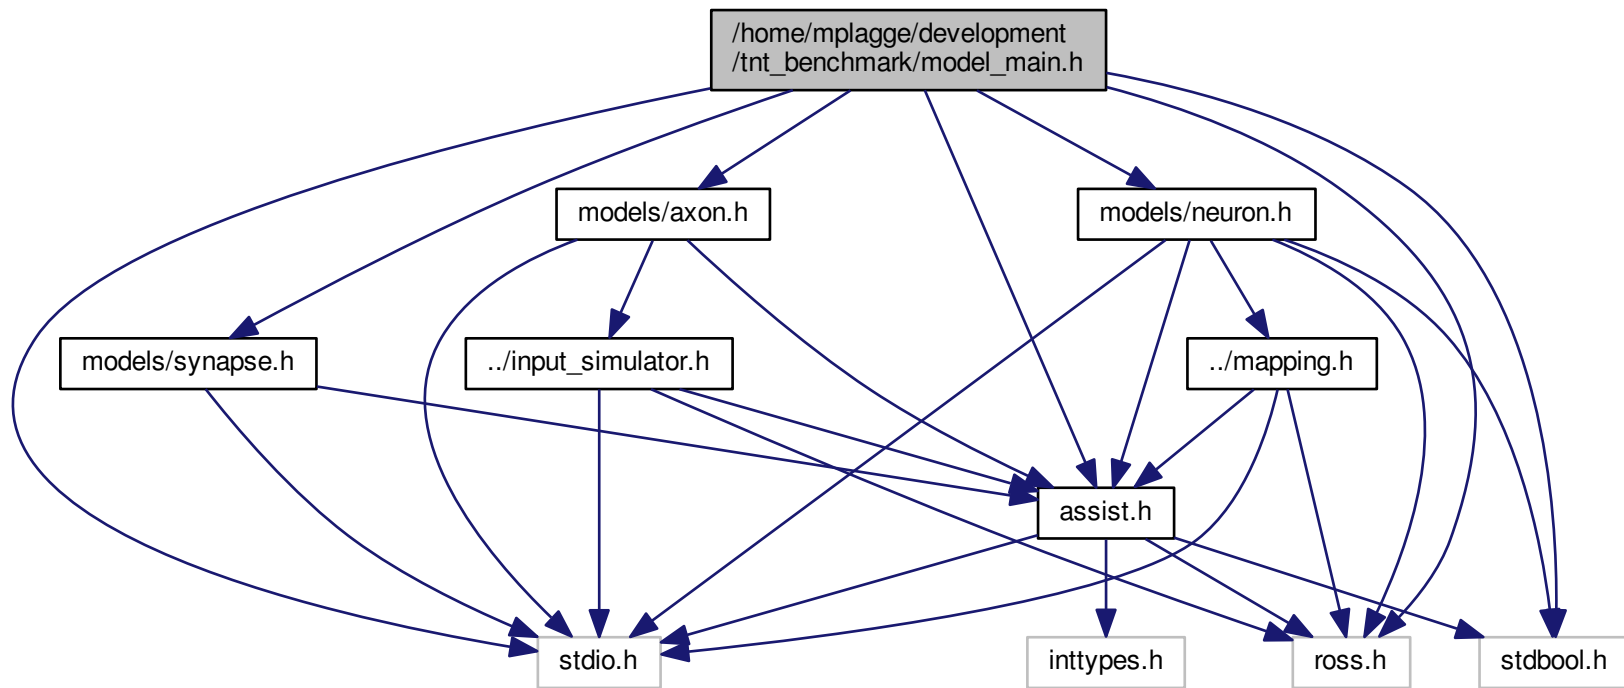 /home/mplagge/development
/tnt_benchmark/model_main.h
models/axon.h
models/neuron.h
models/synapse.h
../input_simulator.h
../mapping.h
assist.h
stdio.h
inttypes.h
ross.h
stdbool.h